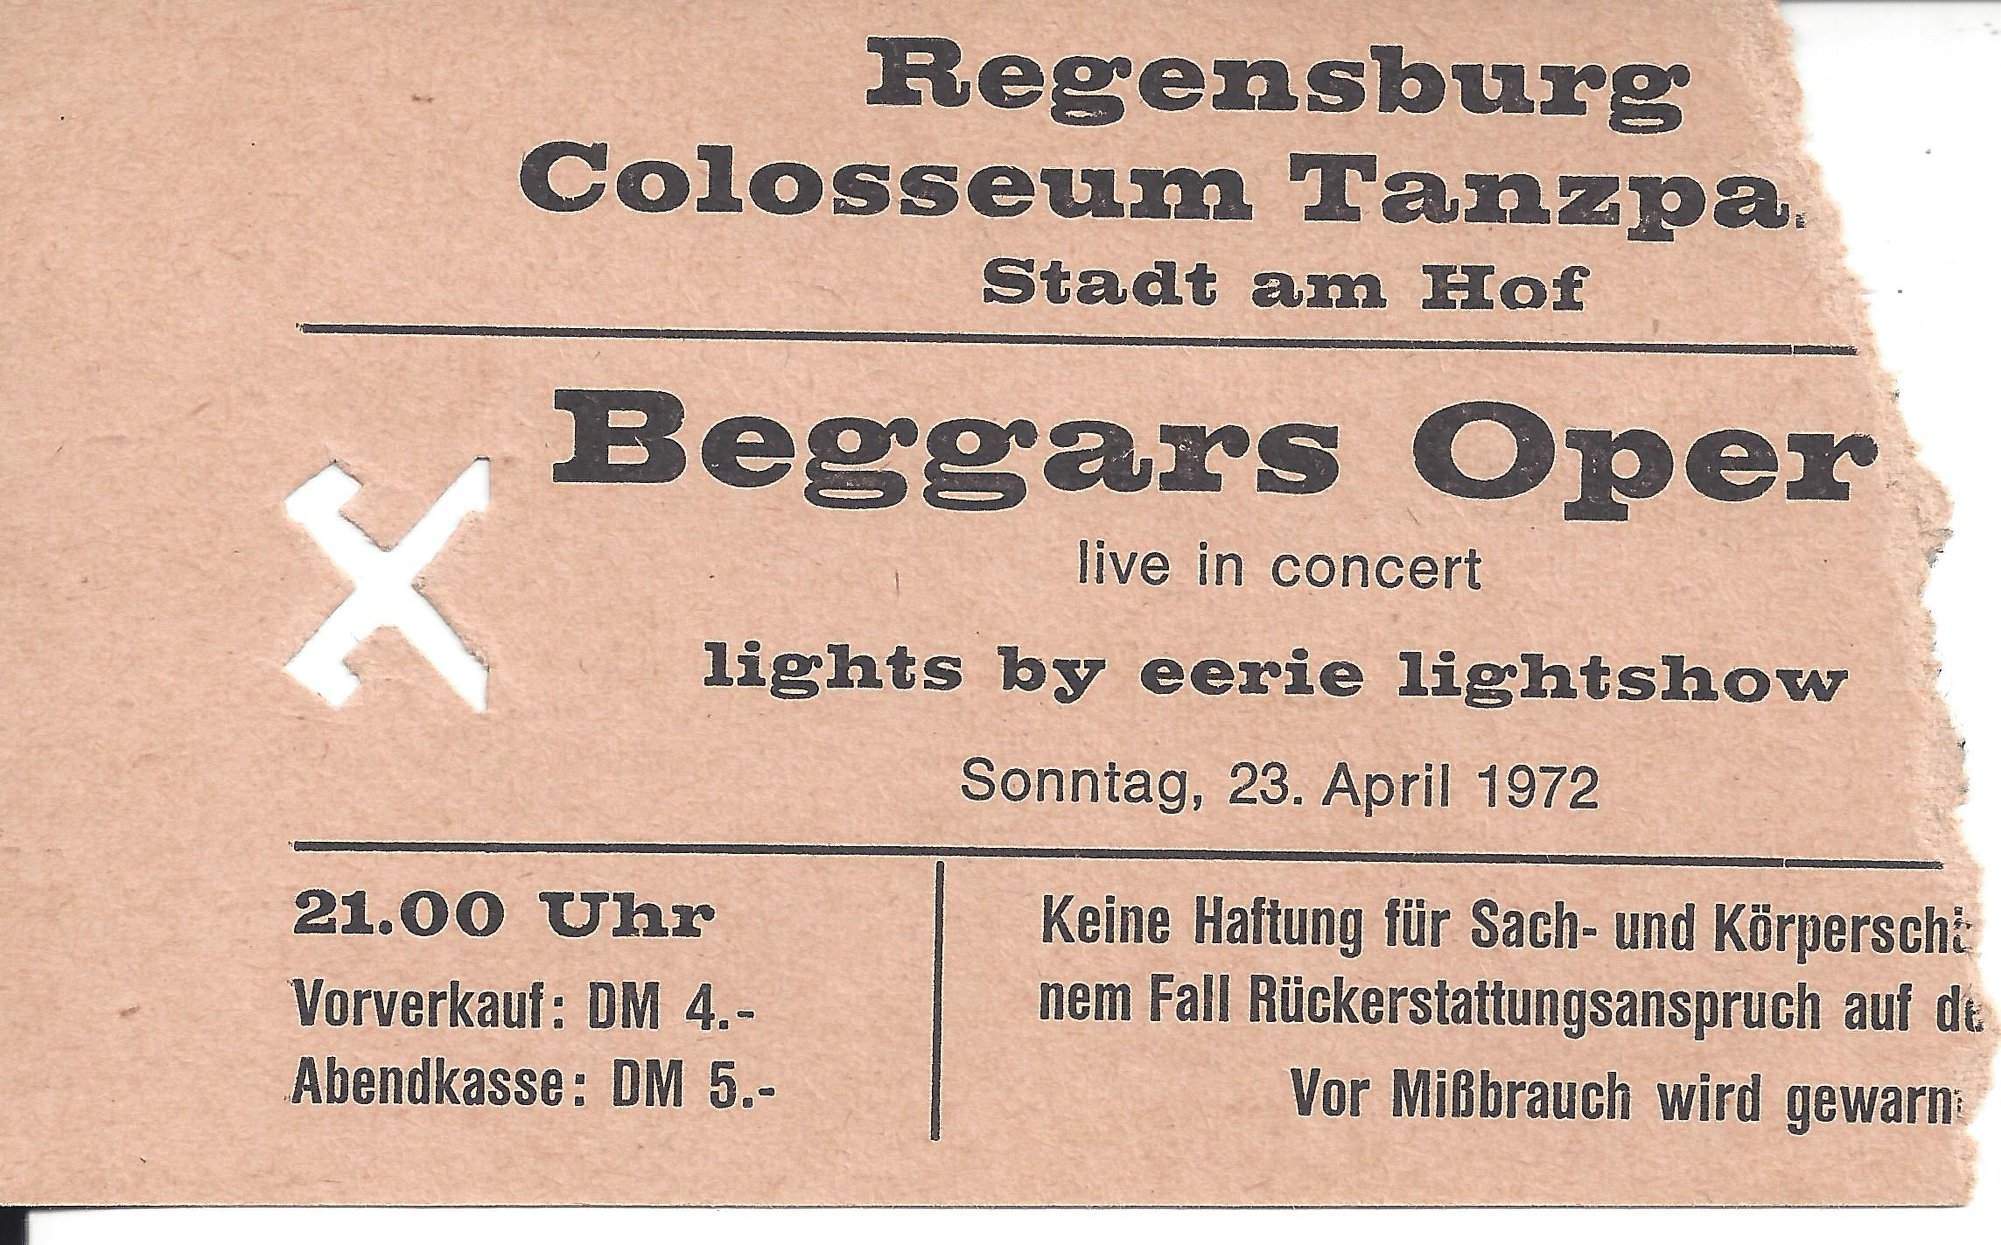 Regensburg
Colosseum Tanzpa
Stadt am Hof
Beggars Oper
live in concert
lights by eerie lightshow
Sonntag, 23. April 1972
21.00 Uhr
Vorverkauf: DM 4.-
Abendkasse: DM 5.-
Keine Haftung für Sach- und Körpersch
nem Fall Rückerstattungsanspruch auf de
Vor Mißbrauch wird gewarn